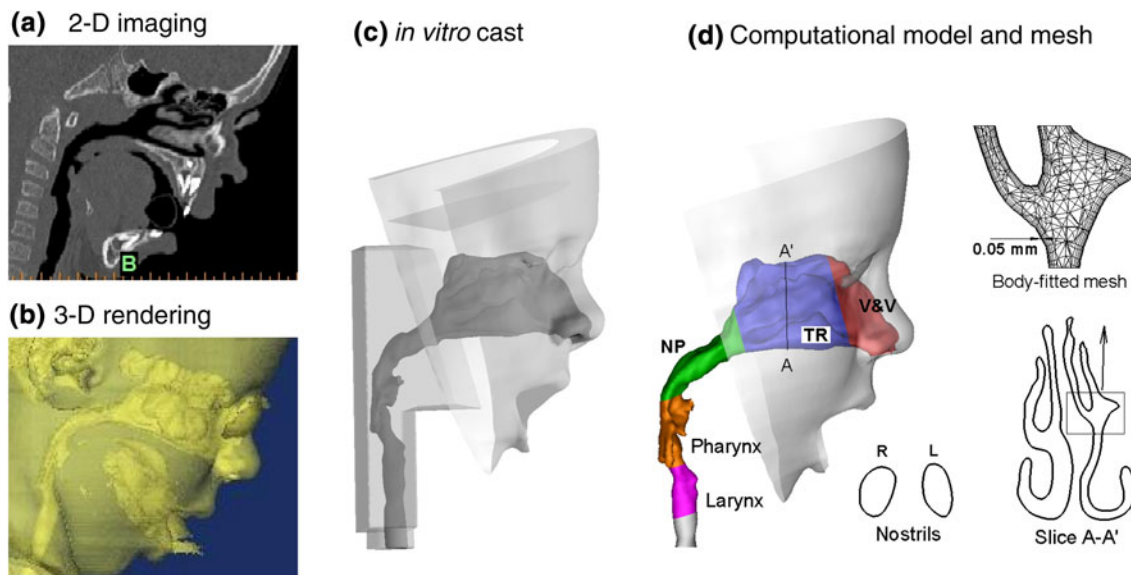 (a) 2-D imaging
B
(b) 3-D rendering
(c) in vitro cast
(d) Computational model and mesh
A'
V&V
TR
NP
A
Pharynx
Larynx
R L
Nostrils
0.05 mm
Body-fitted mesh
Slice A-A'